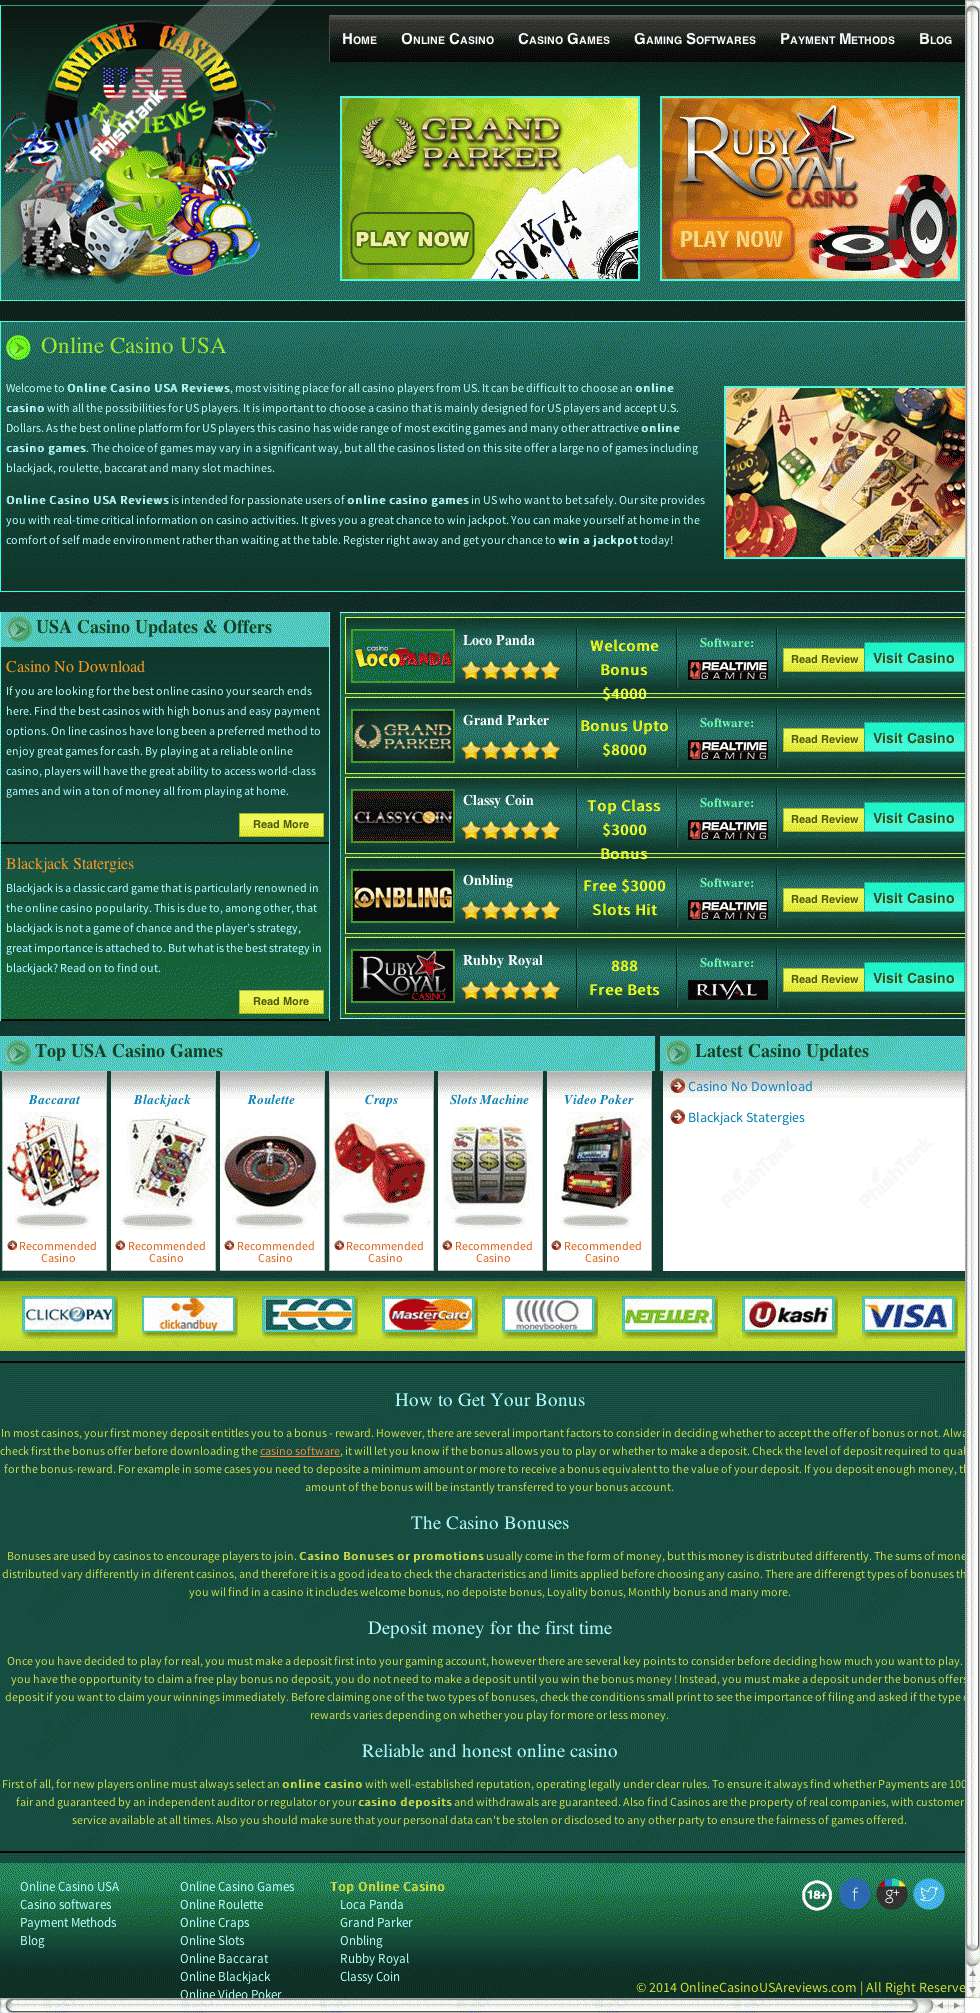 ONLINE CASINO
USA
REVIEWS
PhishTank
Home Online Casino Casino Games Gaming Softwares Payment Methods Blog
GRAND
PARKER
PLAY NOW
RUBY
ROYAL
CASINO
PLAY NOW
Online Casino USA
Welcome to Online Casino USA Reviews, most visiting place for all casino players from US. It can be difficult to choose an online
casino with all the possibilities for US players. It is important to choose a casino that is mainly designed for US players and accept U.S.
Dollars. As the best online platform for US players this casino has wide range of most exciting games and many other attractive online
casino games. The choice of games may vary in a significant way, but all the casinos listed on this site offer a large no of games including
blackjack, roulette, baccarat and many slot machines.
Online Casino USA Reviews is intended for passionate users of online casino games in US who want to bet safely. Our site provides
you with real-time critical information on casino activities. It gives you a great chance to win jackpot. You can make yourself at home in the
comfort of self made environment rather than waiting at the table. Register right away and get your chance to win a jackpot today!
USA Casino Updates & Offers
Casino No Download
If you are looking for the best online casino your search ends
here. Find the best casinos with high bonus and easy payment
options. On line casinos have long been a preferred method to
enjoy great games for cash. By playing at a reliable online
casino, players will have the great ability to access world-class
games and win a ton of money all from playing at home.
Read More
Blackjack Statergies
Blackjack is a classic card game that is particularly renowned in
the online casino popularity. This is due to, among other, that
blackjack is not a game of chance and the player's strategy,
great importance is attached to. But what is the best strategy in
blackjack? Read on to find out.
Read More
casino
LOCO PANDA
Loco Panda
Welcome
Bonus
$4000
Software:
REALTIME
GAMING
Read Review Visit Casino
GRAND
PARKER
Grand Parker
Bonus Upto
$8000
Software:
REALTIME
GAMING
Read Review Visit Casino
CLASSYCOIN
Classy Coin
Top Class
$3000
Bonus
Software:
REALTIME
GAMING
Read Review Visit Casino
ONBLING
Onbling
Free $3000
Slots Hit
Software:
REALTIME
GAMING
Read Review Visit Casino
RUBY
ROYAL
CASINO
Rubby Royal
888
Free Bets
Software:
RIVAL
Read Review Visit Casino
Top USA Casino Games
Baccarat Blackjack Roulette Craps Slots Machine Video Poker
Recommended Recommended Recommended Recommended Recommended Recommended
Casino Casino Casino Casino Casino Casino
Latest Casino Updates
Casino No Download
Blackjack Statergies
PhishTank PhishTank
CLICK2PAY clickandbuy ECO MasterCard moneybookers NETELLER Ukash VISA
How to Get Your Bonus
In most casinos, your first money deposit entitles you to a bonus - reward. However, there are several important factors to consider in deciding whether to accept the offer of bonus or not. Alwa
check first the bonus offer before downloading the casino software, it will let you know if the bonus allows you to play or whether to make a deposit. Check the level of deposit required to qual
for the bonus-reward. For example in some cases you need to deposite a minimum amount or more to receive a bonus equivalent to the value of your deposit. If you deposit enough money, th
amount of the bonus will be instantly transferred to your bonus account.
The Casino Bonuses
Bonuses are used by casinos to encourage players to join. Casino Bonuses or promotions usually come in the form of money, but this money is distributed differently. The sums of mone
distributed vary differently in diferent casinos, and therefore it is a good idea to check the characteristics and limits applied before choosing any casino. There are differengt types of bonuses th
you wil find in a casino it includes welcome bonus, no depoiste bonus, Loyality bonus, Monthly bonus and many more.
Deposit money for the first time
Once you have decided to play for real, you must make a deposit first into your gaming account, however there are several key points to consider before deciding how much you want to play.
you have the opportunity to claim a free play bonus no deposit, you do not need to make a deposit until you win the bonus money ! Instead, you must make a deposit under the bonus offers
deposit if you want to claim your winnings immediately. Before claiming one of the two types of bonuses, check the conditions small print to see the importance of filing and asked if the type
rewards varies depending on whether you play for more or less money.
Reliable and honest online casino
First of all, for new players online must always select an online casino with well-established reputation, operating legally under clear rules. To ensure it always find whether Payments are 100
fair and guaranteed by an independent auditor or regulator or your casino deposits and withdrawals are guaranteed. Also find Casinos are the property of real companies, with customer
service available at all times. Also you should make sure that your personal data can't be stolen or disclosed to any other party to ensure the fairness of games offered.
Online Casino USA
Casino softwares
Payment Methods
Blog
Online Casino Games
Online Roulette
Online Craps
Online Slots
Online Baccarat
Online Blackjack
Online Video Poker
Top Online Casino
Loca Panda
Grand Parker
Onbling
Rubby Royal
Classy Coin
18+ f g+
© 2014 OnlineCasinoUSAreviews.com | All Right Reserve